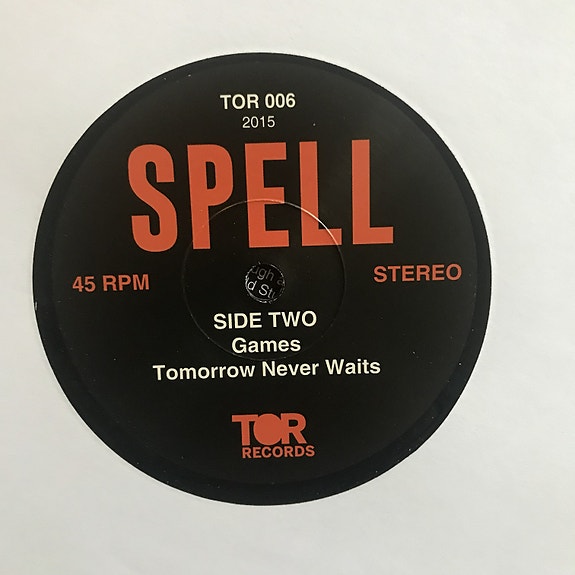 TOR 006
2015
SPELL
45 RPM
STEREO
SIDE TWO
Games
Tomorrow Never Waits
TOR
RECORDS